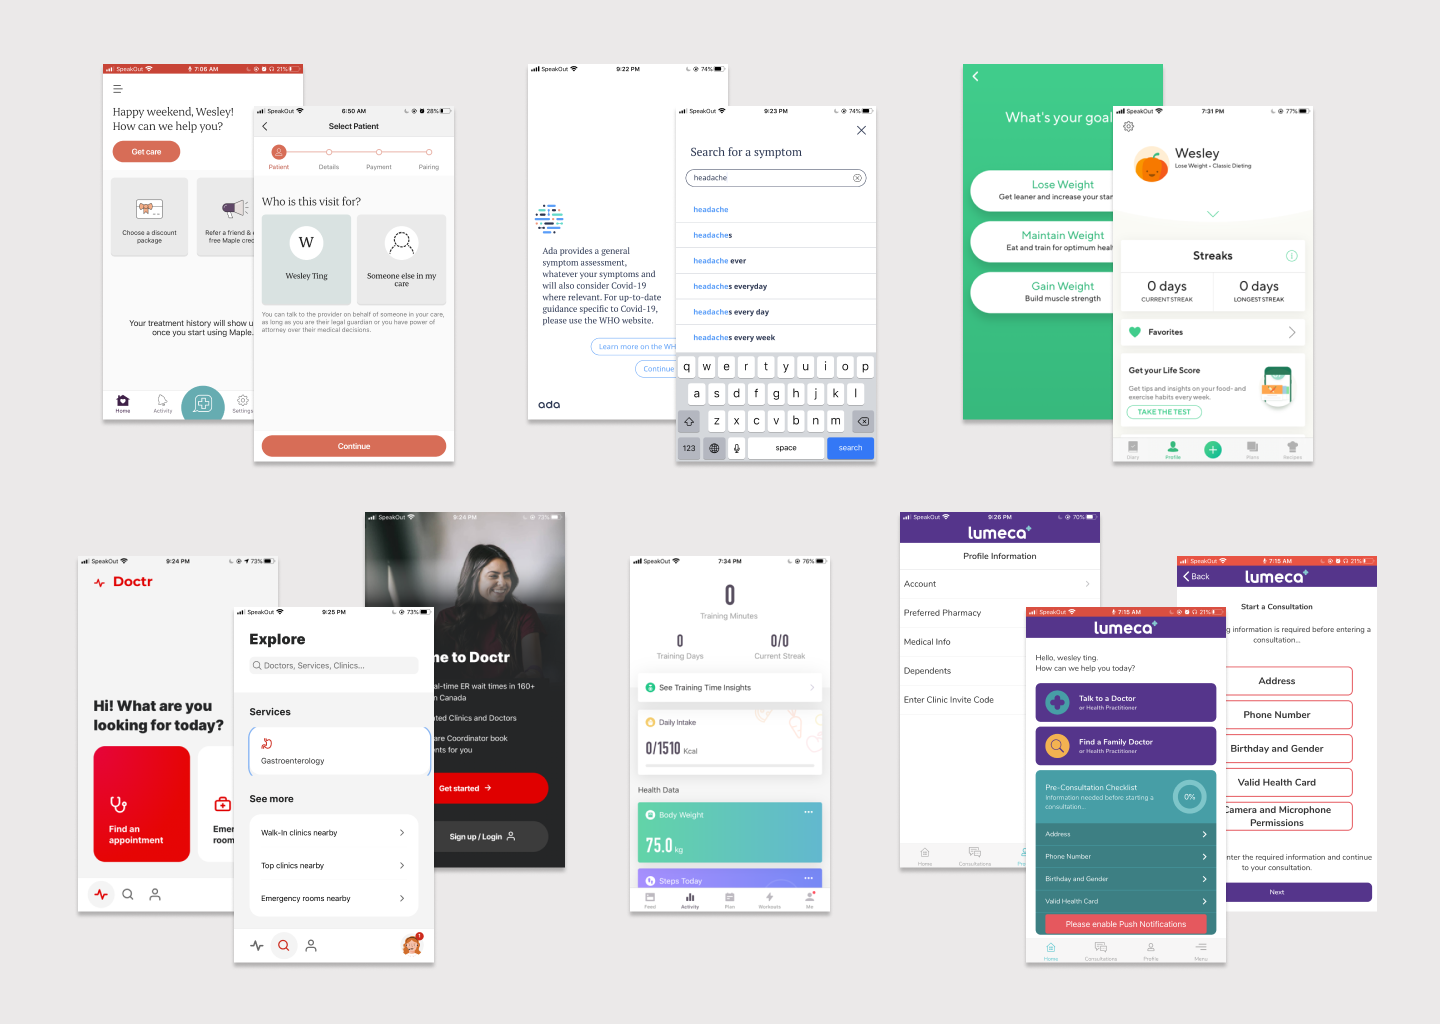 SpeakOut
7:06 AM
21%
Happy weekend, Wesley!
How can we help you?
Get care
Choose a discount
package
Refer a friend &
free Maple cred
Your treatment history will show u
once you start using Maple.
Home
Activity
Settings
SpeakOut
6:50 AM
28%
Select Patient
Patient
Details
Payment
Pairing
Who is this visit for?
W
Wesley Ting
Someone else in my
care
You can talk to the provider on behalf of someone in your care,
as long as you are their legal guardian or you have power of
attorney over their medical decisions.
Continue
SpeakOut
9:22 PM
74%
Ada provides a general
symptom assessment,
whatever your symptoms and
will also consider Covid-19
where relevant. For up-to-date
guidance specific to Covid-19,
please use the WHO website.
Learn more on the WH
Continue
ada
SpeakOut
9:23 PM
74%
Search for a symptom
headache
headache
headaches
headache ever
headaches everyday
headaches every day
headaches every week
q w e r t y u i o p
a s d f g h j k l
z x c v b n m
123
space
search
What's your goal
Lose Weight
Get leaner and increase your star
Maintain Weight
Eat and train for optimum healt
Gain Weight
Build muscle strength
SpeakOut
7:31 PM
77%
Wesley
Lose Weight - Classic Dieting
Streaks
0 days
CURRENT STREAK
0 days
LONGEST STREAK
Favorites
Get your Life Score
Get tips and insights on your food- and
exercise habits every week.
TAKE THE TEST
Diary
Profile
Plans
Recipes
SpeakOut
9:24 PM
73%
Doctr
Hi! What are you
looking for today?
Find an
appointment
Emer
room
SpeakOut
9:24 PM
73%
me to Doctr
al-time ER wait times in 160+
n Canada
ted Clinics and Doctors
are Coordinator book
ents for you
Get started
Sign up / Login
SpeakOut
9:25 PM
73%
Explore
Doctors, Services, Clinics...
Services
Gastroenterology
See more
Walk-In clinics nearby
Top clinics nearby
Emergency rooms nearby
1
SpeakOut
7:34 PM
76%
0
Training Minutes
0
Training Days
0/0
Current Streak
See Training Time Insights
Daily Intake
0/1510 Kcal
Health Data
Body Weight
75.0 kg
Steps Today
Feed
Activity
Plan
Workouts
Me
SpeakOut
9:26 PM
70%
lumeca
Profile Information
Account
Preferred Pharmacy
Medical Info
Dependents
Enter Clinic Invite Code
Home
Consultations
Pro
SpeakOut
7:15 AM
21%
lumeca
Hello, wesley ting.
How can we help you today?
Talk to a Doctor
or Health Practitioner
Find a Family Doctor
or Health Practitioner
Pre-Consultation Checklist
Information needed before starting a
consultation...
0%
Address
Phone Number
Birthday and Gender
Valid Health Card
Please enable Push Notifications
Home
Consultations
Profile
Menu
SpeakOut
7:15 AM
21%
Back
lumeca
Start a Consultation
g information is required before entering a
consultation...
Address
Phone Number
Birthday and Gender
Valid Health Card
Camera and Microphone
Permissions
nter the required information and continue
to your consultation.
Next